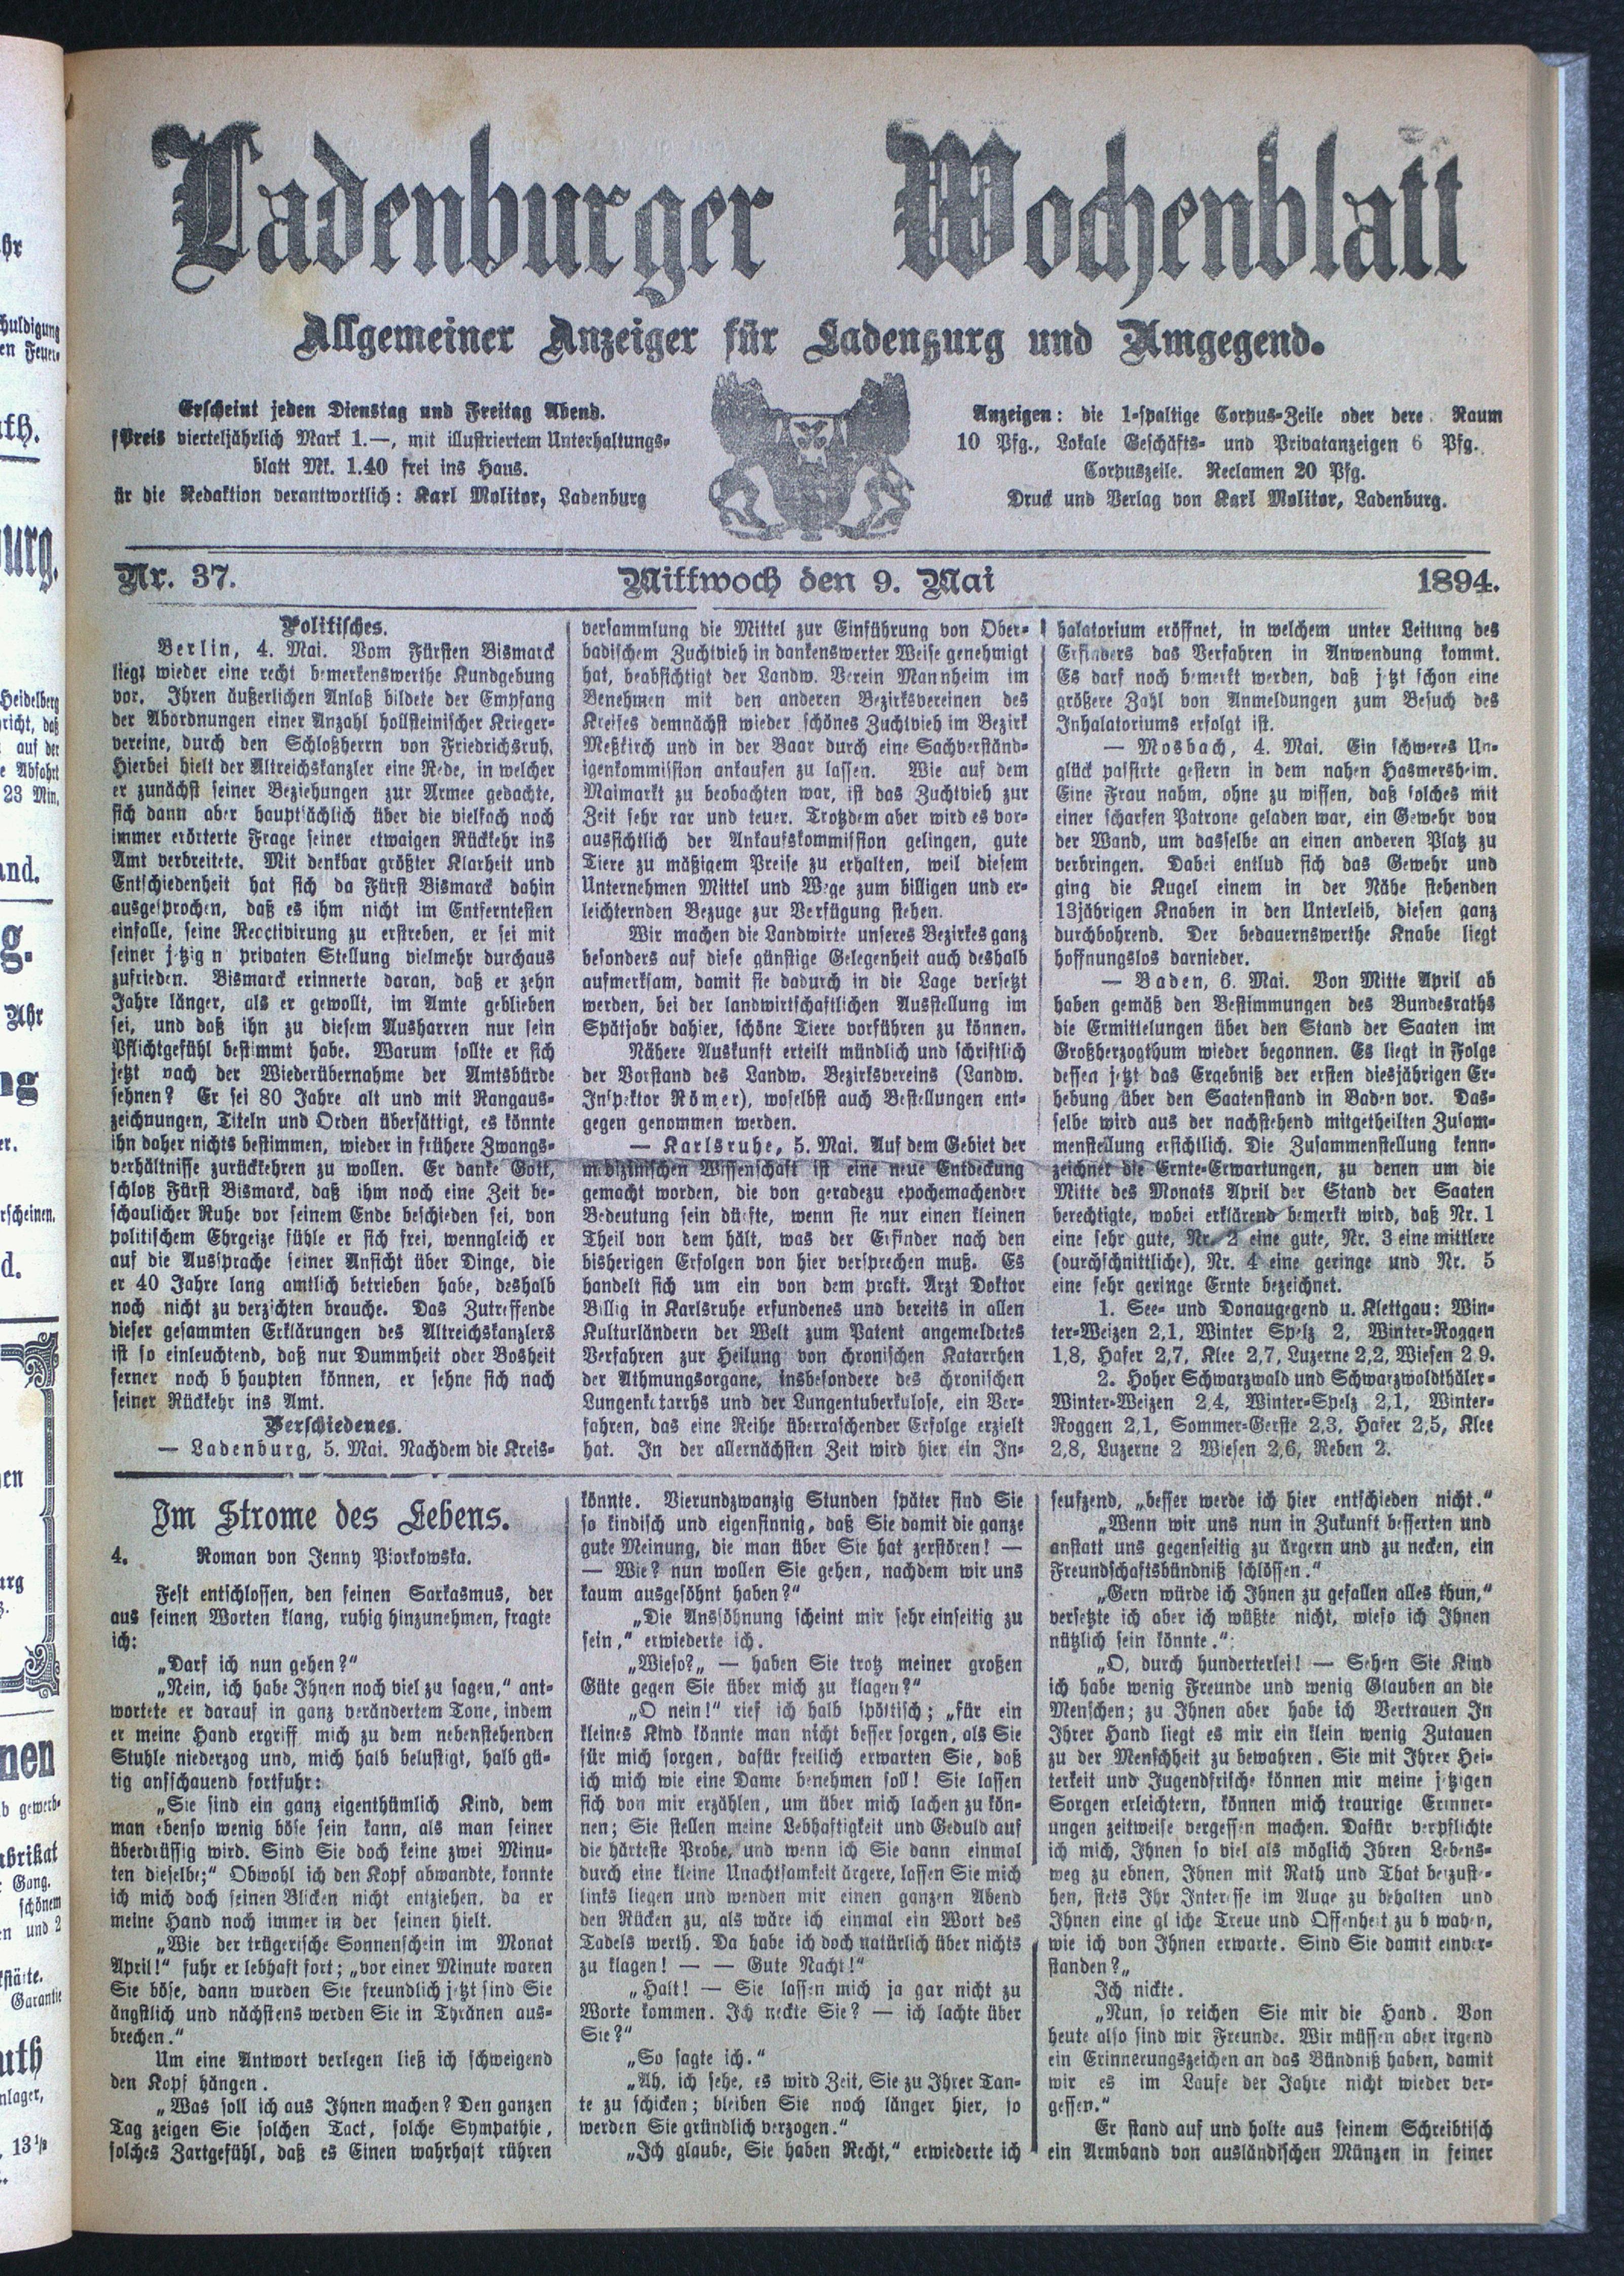 Ladenburger Wochenblatt
Allgemeiner Anzeiger für Ladenburg und Umgegend.
Erscheint jeden Dienstag und Freitag Abend.
Preis vierteljährlich Mark 1.—, mit illustriertem Unterhaltungs-
blatt Mk. 1.40 frei ins Haus.
ür die Redaktion verantwortlich: Karl Molitor, Ladenburg
Anzeigen: die 1-spaltige Corpus-Zeile oder dere Raum
10 Pfg., Lokale Geschäfts- und Privatanzeigen 6 Pfg.
Corpuszeile. Reclamen 20 Pfg.
Druck und Verlag von Karl Molitor, Ladenburg.
Nr. 37.
Mittwoch den 9. Mai
1894.
Politisches.
Berlin, 4. Mai. Vom Fürsten Bismarck
liegt wieder eine recht bemerkenswerthe Kundgebung
vor. Ihren äußerlichen Anlaß bildete der Empfang
der Abordnungen einer Anzahl hollsteinischer Krieger-
vereine, durch den Schloßherrn von Friedrichsruh.
Hierbei hielt der Altreichskanzler eine Rede, in welcher
er zunächst seiner Beziehungen zur Armee gedachte,
sich dann aber hauptsächlich über die vielfach noch
immer erörterte Frage seiner etwaigen Rückkehr ins
Amt verbreitete. Mit denkbar größter Klarheit und
Entschiedenheit hat sich da Fürst Bismarck dahin
ausgesprochen, daß es ihm nicht im Entferntesten
einfalle, seine Reactivirung zu erstreben, er sei mit
seiner j tzig n privaten Stellung vielmehr durchaus
zufrieden. Bismarck erinnerte daran, daß er zehn
Jahre länger, als er gewollt, im Amte geblieben
sei, und daß ihn zu diesem Ausharren nur sein
Pflichtgefühl bestimmt habe. Warum sollte er sich
jetzt nach der Wiederübernahme der Amtsbürde
sehnen? Er sei 80 Jahre alt und mit Rangaus-
zeichnungen, Titeln und Orden übersättigt, es könnte
ihn daher nichts bestimmen, wieder in frühere Zwangs-
verhältnisse zurückkehren zu wollen. Er danke Gott,
schloß Fürst Bismarck, daß ihm noch eine Zeit be-
schaulicher Ruhe vor seinem Ende beschieden sei, von
politischem Ehrgeize fühle er sich frei, wenngleich er
auf die Aussprache seiner Ansicht über Dinge, die
er 40 Jahre lang amtlich betrieben habe, deshalb
noch nicht zu verzichten brauche. Das Zutreffende
dieser gesammten Erklärungen des Altreichskanzlers
ist so einleuchtend, daß nur Dummheit oder Bosheit
ferner noch b haupten können, er sehne sich nach
seiner Rückkehr ins Amt.
Verschiedenes.
— Ladenburg, 5. Mai. Nachdem die Kreis-
versammlung die Mittel zur Einführung von Ober-
badischem Zuchtvieh in dankenswerter Weise genehmigt
hat, beabsichtigt der Landw. Verein Mannheim im
Benehmen mit den anderen Bezirksvereinen des
Kreises demnächst wieder schönes Zuchtvieh im Bezirk
Meßkirch und in der Baar durch eine Sachverständ-
igenkommission ankaufen zu lassen. Wie auf dem
Maimarkt zu beobachten war, ist das Zuchtvieh zur
Zeit sehr rar und teuer. Trotzdem aber wird es vor-
aussichtlich der Ankaufskommission gelingen, gute
Tiere zu mäßigem Preise zu erhalten, weil diesem
Unternehmen Mittel und Wege zum billigen und er-
leichternden Bezuge zur Verfügung stehen.
Wir machen die Landwirte unseres Bezirkes ganz
besonders auf diese günstige Gelegenheit auch deshalb
aufmerksam, damit sie dadurch in die Lage versetzt
werden, bei der landwirtschaftlichen Ausstellung im
Spätjahr dahier, schöne Tiere vorführen zu können.
Nähere Auskunft erteilt mündlich und schriftlich
der Vorstand des Landw. Bezirksvereins (Landw.
Inspektor Römer), woselbst auch Bestellungen ent-
gegen genommen werden.
— Karlsruhe, 5. Mai. Auf dem Gebiet der
medizinischen Wissenschaft ist eine neue Entdeckung
gemacht worden, die von geradezu epochemachender
Bedeutung sein dürfte, wenn sie nur einen kleinen
Theil von dem hält, was der Erfinder nach den
bisherigen Erfolgen von hier versprechen muß. Es
handelt sich um ein von dem prakt. Arzt Doktor
Billig in Karlsruhe erfundenes und bereits in allen
Kulturländern der Welt zum Patent angemeldetes
Verfahren zur Heilung von chronischen Katarrhen
der Athmungsorgane, insbesondere des chronischen
Lungenkatarrhs und der Lungentuberkulose, ein Ver-
fahren, das eine Reihe überraschender Erfolge erzielt
hat. In der allernächsten Zeit wird hier ein In-
halatorium eröffnet, in welchem unter Leitung des
Erfinders das Verfahren in Anwendung kommt.
Es darf noch bemerkt werden, daß j tzt schon eine
größere Zahl von Anmeldungen zum Besuch des
Inhalatoriums erfolgt ist.
— Mosbach, 4. Mai. Ein schweres Un-
glück passirte gestern in dem nahen Hasmersheim.
Eine Frau nahm, ohne zu wissen, daß solches mit
einer scharfen Patrone geladen war, ein Gewehr von
der Wand, um dasselbe an einen anderen Platz zu
verbringen. Dabei entlud sich das Gewehr und
ging die Kugel einem in der Nähe stehenden
13jährigen Knaben in den Unterleib, diesen ganz
durchbohrend. Der bedauernswerthe Knabe liegt
hoffnungslos darnieder.
— Baden, 6. Mai. Von Mitte April ab
haben gemäß den Bestimmungen des Bundesraths
die Ermittelungen über den Stand der Saaten im
Großherzogthum wieder begonnen. Es liegt in Folge
dessen jetzt das Ergebniß der ersten diesjährigen Er-
hebung über den Saatenstand in Baden vor. Das-
selbe wird aus der nachstehend mitgetheilten Zusam-
menstellung ersichtlich. Die Zusammenstellung kenn-
zeichnet die Ernte-Erwartungen, zu denen um die
Mitte des Monats April der Stand der Saaten
berechtigte, wobei erklärend bemerkt wird, daß Nr. 1
eine sehr gute, Nr. 2 eine gute, Nr. 3 eine mittlere
(durchschnittliche), Nr. 4 eine geringe und Nr. 5
eine sehr geringe Ernte bezeichnet.
1. See- und Donaugegend u. Klettgau: Win-
ter-Weizen 2,1, Winter Spelz 2, Winter-Roggen
1,8, Hafer 2,7, Klee 2,7, Luzerne 2,2, Wiesen 2 9.
2. Hoher Schwarzwald und Schwarzwaldthäler-
Winter-Weizen 2,4, Winter-Spelz 2,1, Winter-
Roggen 2,1, Sommer-Gerste 2,3, Hafer 2,5, Klee
2,8, Luzerne 2 Wiesen 2,6, Reben 2.
Im Strome des Lebens.
4. Roman von Jenny Piorkowska.
Fest entschlossen, den feinen Sarkasmus, der
aus seinen Worten klang, ruhig hinzunehmen, fragte
ich:
„Darf ich nun gehen?"
„Nein, ich habe Ihnen noch viel zu sagen," ant-
wortete er darauf in ganz verändertem Tone, indem
er meine Hand ergriff mich zu dem nebenstehenden
Stuhle niederzog und, mich halb belustigt, halb gü-
tig anschauend fortfuhr:
„Sie sind ein ganz eigenthümlich Kind, dem
man ebenso wenig böse sein kann, als man seiner
überdrüssig wird. Sind Sie doch keine zwei Minu-
ten dieselbe;" Obwohl ich den Kopf abwandte, konnte
ich mich doch seinen Blicken nicht entziehen, da er
meine Hand noch immer in der seinen hielt.
„Wie der trügerische Sonnenschein im Monat
April!" fuhr er lebhaft fort; „vor einer Minute waren
Sie böse, dann wurden Sie freundlich j tzt sind Sie
ängstlich und nächstens werden Sie in Thränen aus-
brechen."
Um eine Antwort verlegen ließ ich schweigend
den Kopf hängen.
„Was soll ich aus Ihnen machen? Den ganzen
Tag zeigen Sie solchen Tact, solche Sympathie,
solches Zartgefühl, daß es Einen wahrhaft rühren
könnte. Vierundzwanzig Stunden später sind Sie
so kindisch und eigensinnig, daß Sie damit die ganze
gute Meinung, die man über Sie hat zerstören! —
— Wie? nun wollen Sie gehen, nachdem wir uns
kaum ausgesöhnt haben?"
„Die Aussöhnung scheint mir sehr einseitig zu
sein," erwiederte ich.
„Wieso?„ — haben Sie trotz meiner großen
Güte gegen Sie über mich zu klagen?"
„O nein!" rief ich halb spöttisch; „für ein
kleines Kind könnte man nicht besser sorgen, als Sie
für mich sorgen, dafür freilich erwarten Sie, daß
ich mich wie eine Dame benehmen soll! Sie lassen
sich von mir erzählen, um über mich lachen zu kön-
nen; Sie stellen meine Lebhaftigkeit und Geduld auf
die härteste Probe, und wenn ich Sie dann einmal
durch eine kleine Unachtsamkeit ärgere, lassen Sie mich
links liegen und wenden mir einen ganzen Abend
den Rücken zu, als wäre ich einmal ein Wort des
Tadels werth. Da habe ich doch natürlich über nichts
zu klagen! — — Gute Nacht!"
„Halt! — Sie lassen mich ja gar nicht zu
Worte kommen. Ich neckte Sie? — ich lachte über
Sie?"
„So sagte ich."
„Ah, ich sehe, es wird Zeit, Sie zu Ihrer Tan-
te zu schicken; bleiben Sie noch länger hier, so
werden Sie gründlich verzogen."
„Ich glaube, Sie haben Recht," erwiederte ich
seufzend, „besser werde ich hier entschieden nicht."
„Wenn wir uns nun in Zukunft besserten und
anstatt uns gegenseitig zu ärgern und zu necken, ein
Freundschaftsbündniß schlössen."
„Gern würde ich Ihnen zu gefallen alles thun,"
versetzte ich aber ich wüßte nicht, wieso ich Ihnen
nützlich sein könnte."
„O, durch hunderterlei! — Sehen Sie Kind
ich habe wenig Freunde und wenig Glauben an die
Menschen; zu Ihnen aber habe ich Vertrauen In
Ihrer Hand liegt es mir ein klein wenig Zutauen
zu der Menschheit zu bewahren. Sie mit Ihrer Hei-
terkeit und Jugendfrische können mir meine j tzigen
Sorgen erleichtern, können mich traurige Erinner-
ungen zeitweise vergessen machen. Dafür verpflichte
ich mich, Ihnen so viel als möglich Ihren Lebens-
weg zu ebnen, Ihnen mit Rath und That beizuste-
hen, stets Ihr Interesse im Auge zu behalten und
Ihnen eine gl iche Treue und Offenheit zu b wahen,
wie ich von Ihnen erwarte. Sind Sie damit einver-
standen?„
Ich nickte.
„Nun, so reichen Sie mir die Hand. Von
heute also sind wir Freunde. Wir müssen aber irgend
ein Erinnerungszeichen an das Bündniß haben, damit
wir es im Laufe der Jahre nicht wieder ver-
gessen."
Er stand auf und holte aus seinem Schreibtisch
ein Armband von ausländischen Münzen in feiner